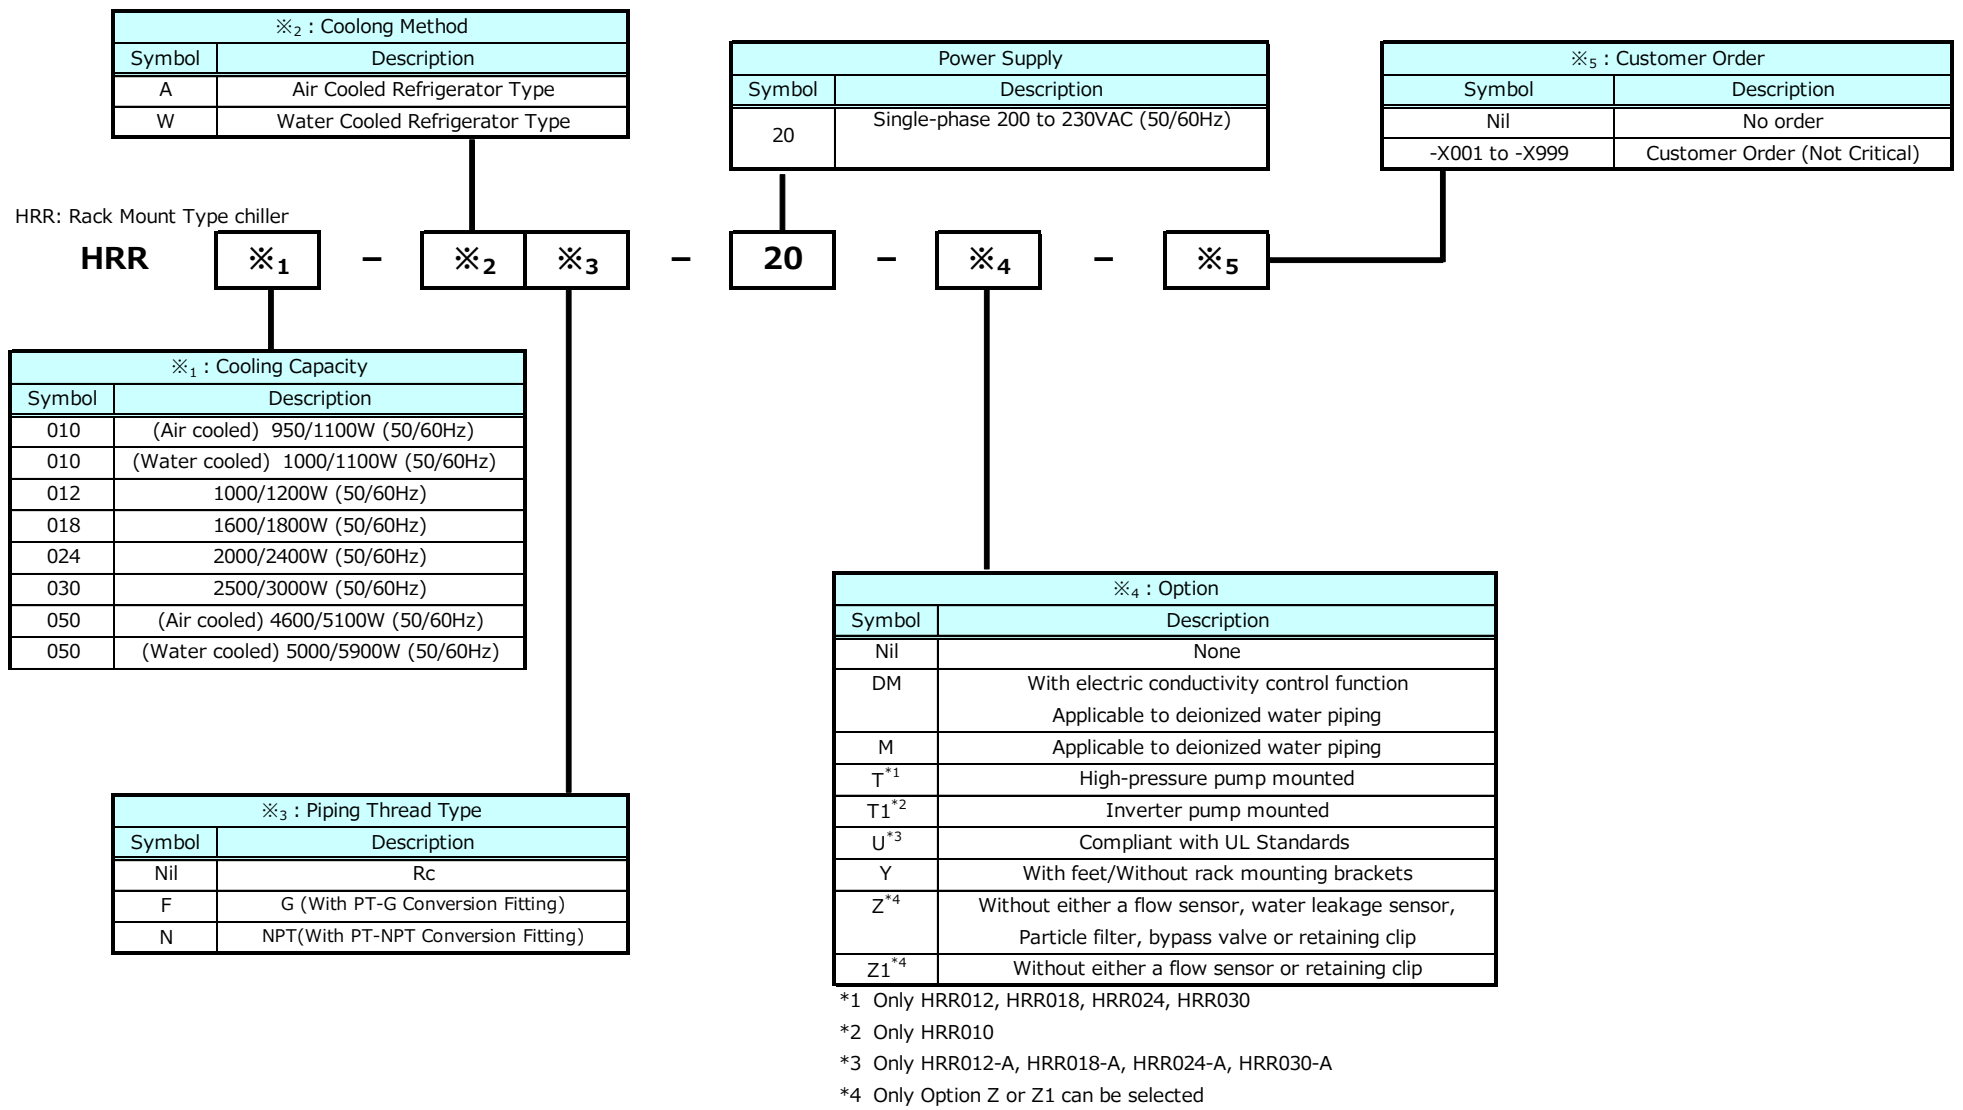 ※2 : Coolong Method
Symbol Description
A Air Cooled Refrigerator Type
W Water Cooled Refrigerator Type
Power Supply
Symbol Description
20 Single-phase 200 to 230VAC (50/60Hz)
※5 : Customer Order
Symbol Description
Nil No order
-X001 to -X999 Customer Order (Not Critical)
HRR: Rack Mount Type chiller
HRR ※1 – ※2 ※3 – 20 – ※4 – ※5
※1 : Cooling Capacity
Symbol Description
010 (Air cooled) 950/1100W (50/60Hz)
010 (Water cooled) 1000/1100W (50/60Hz)
012 1000/1200W (50/60Hz)
018 1600/1800W (50/60Hz)
024 2000/2400W (50/60Hz)
030 2500/3000W (50/60Hz)
050 (Air cooled) 4600/5100W (50/60Hz)
050 (Water cooled) 5000/5900W (50/60Hz)
※3 : Piping Thread Type
Symbol Description
Nil Rc
F G (With PT-G Conversion Fitting)
N NPT(With PT-NPT Conversion Fitting)
※4 : Option
Symbol Description
Nil None
DM With electric conductivity control function
Applicable to deionized water piping
M Applicable to deionized water piping
T*1 High-pressure pump mounted
T1*2 Inverter pump mounted
U*3 Compliant with UL Standards
Y With feet/Without rack mounting brackets
Z*4 Without either a flow sensor, water leakage sensor,
Particle filter, bypass valve or retaining clip
Z1*4 Without either a flow sensor or retaining clip
*1 Only HRR012, HRR018, HRR024, HRR030
*2 Only HRR010
*3 Only HRR012-A, HRR018-A, HRR024-A, HRR030-A
*4 Only Option Z or Z1 can be selected